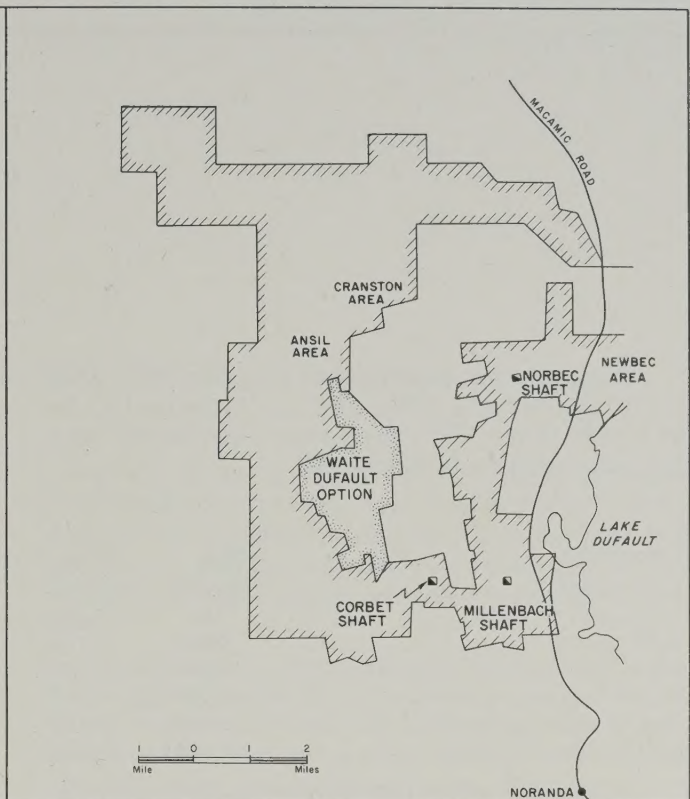 MACAMIC ROAD
CRANSTON
AREA
ANSIL
AREA
NORBEC
SHAFT
NEWBEC
AREA
WAITE
DUFAULT
OPTION
LAKE
DUFAULT
CORBET
SHAFT
MILLENBACH
SHAFT
1 0 1 2
Mile Miles
NORANDA